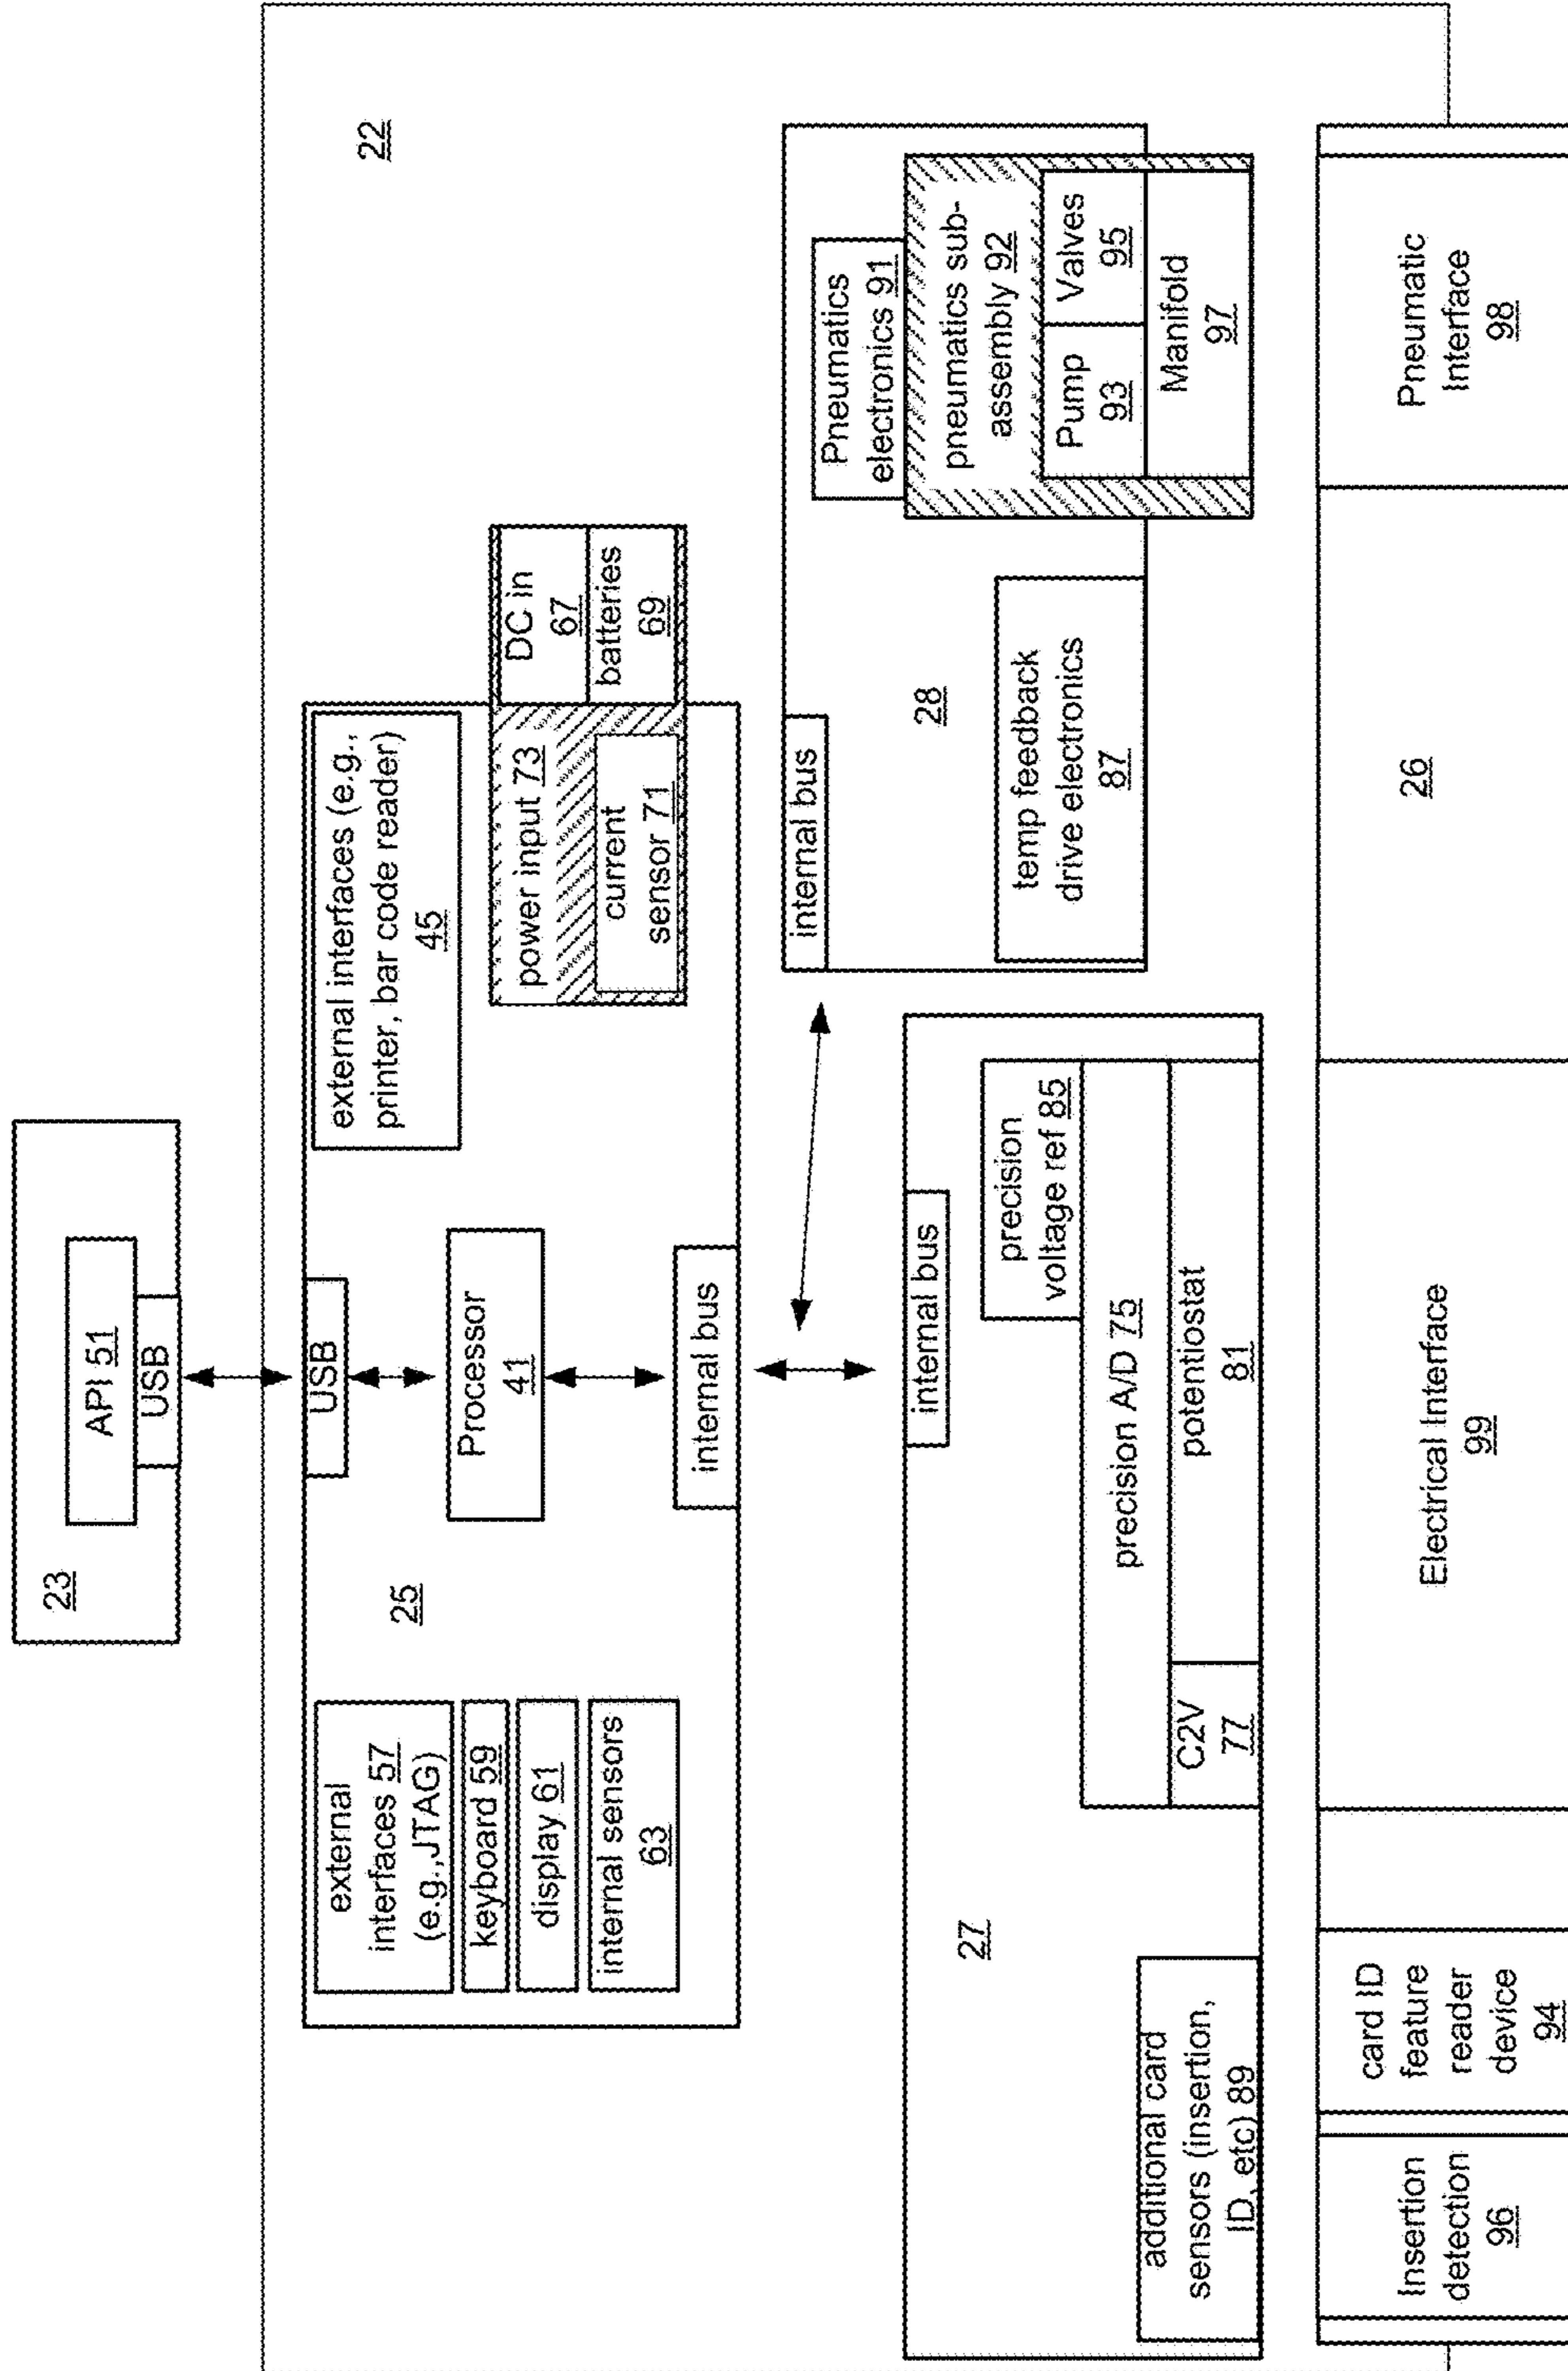 23
API 51
USB
22
USB
external
interfaces 57
(e.g.,JTAG)
keyboard 59
display 61
internal sensors
63
25
Processor
41
internal bus
external interfaces (e.g.,
printer, bar code reader)
45
power input 73
current
sensor 71
DC in
67
batteries
69
27
internal bus
additional card
sensors (insertion,
ID, etc) 89
precision
voltage ref 85
precision A/D 75
C2V
77
potentiostat
81
internal bus
28
temp feedback
drive electronics
87
Pneumatics
electronics 91
pneumatics sub-
assembly 92
Pump
93
Valves
95
Manifold
97
Insertion
detection
96
card ID
feature
reader
device
94
Electrical Interface
99
26
Pneumatic
Interface
98